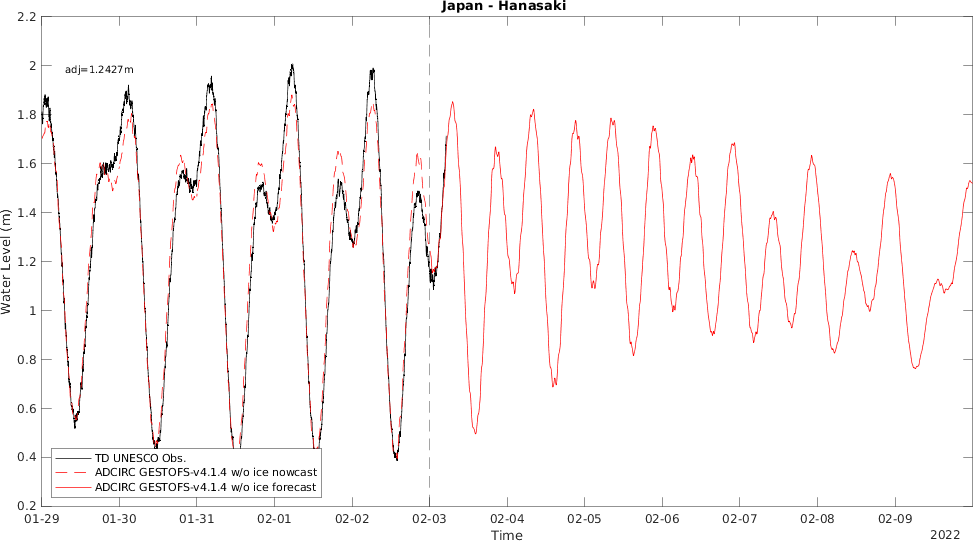 Japan - Hanasaki
2.2
2
1.8
1.6
1.4
1.2
1
0.8
0.6
0.4
0.2
Water Level (m)
adj=1.2427m
TD UNESCO Obs.
ADCIRC GESTOFS-v4.1.4 w/o ice nowcast
ADCIRC GESTOFS-v4.1.4 w/o ice forecast
01-29 01-30 01-31 02-01 02-02 02-03 02-04 02-05 02-06 02-07 02-08 02-09
Time
2022